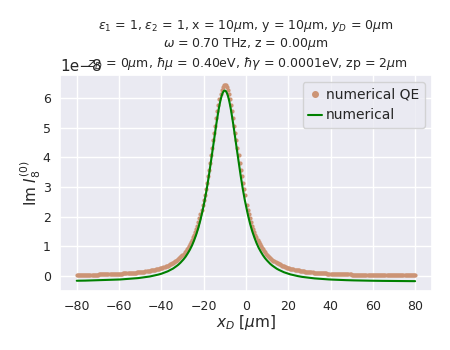 ε₁ = 1, ε₂ = 1, x = 10μm, y = 10μm, y_D = 0μm
ω = 0.70 THz, z = 0.00μm
= 0μm, ℏμ = 0.40eV, ℏγ = 0.0001eV, zp = 2μm
numerical QE
numerical
Im I₈⁽⁰⁾
6
5
4
3
2
1
0
−80 −60 −40 −20 0 20 40 60 80
x_D [μm]